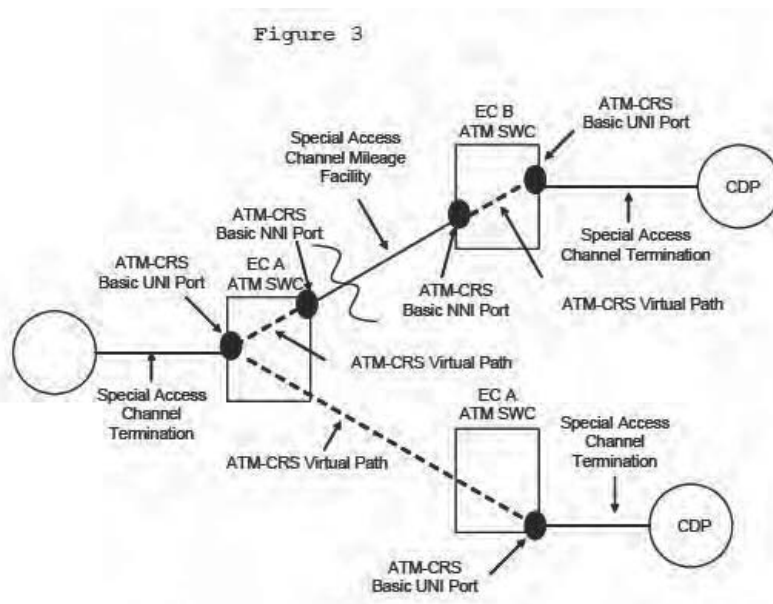 Figure 3
EC B
ATM SWC
ATM-CRS
Basic UNI Port
Special Access
Channel Mileage
Facility
CDP
ATM-CRS
Basic NNI Port
Special Access
Channel Termination
ATM-CRS
Basic UNI Port
EC A
ATM SWC
ATM-CRS
Basic NNI Port
ATM-CRS Virtual Path
ATM-CRS Virtual Path
Special Access
Channel
Termination
EC A
ATM SWC
Special Access
Channel
Termination
ATM-CRS Virtual Path
CDP
ATM-CRS
Basic UNI Port